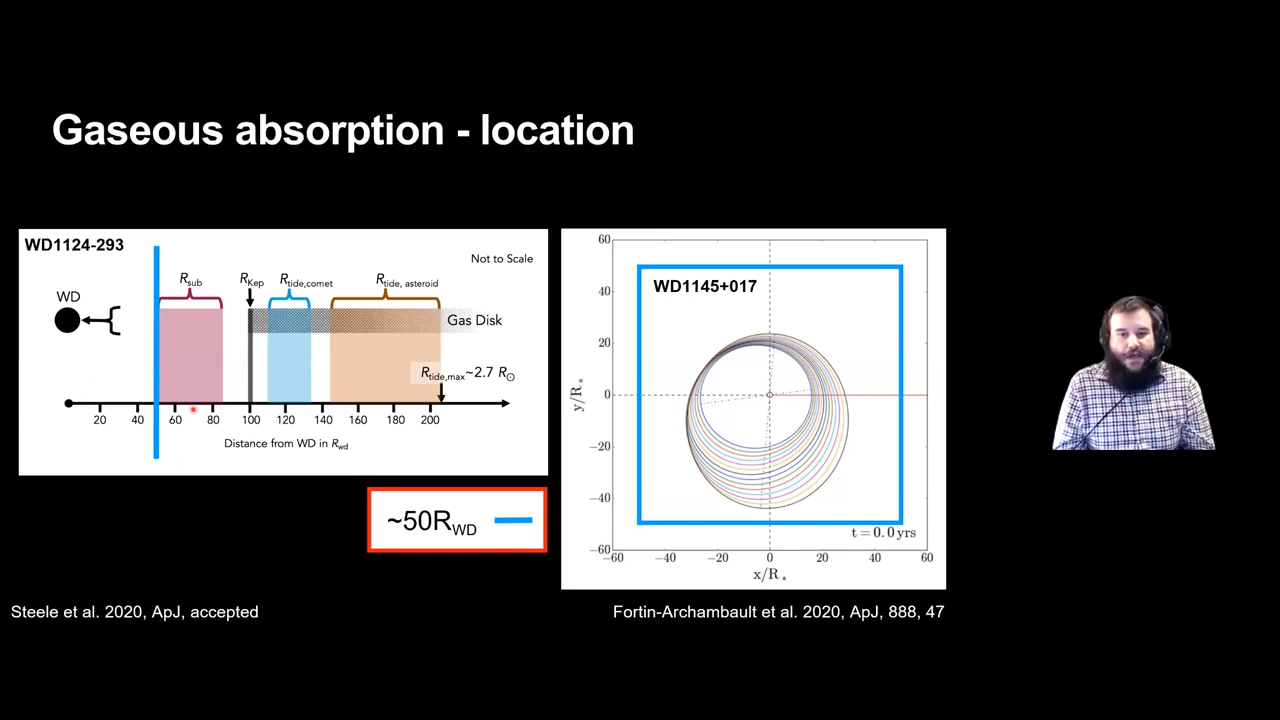 Gaseous absorption - location
WD1124-293
Not to Scale
R_sub
R_Kep
R_tide,comet
R_tide, asteroid
WD
Gas Disk
R_tide,max~2.7 R_⊙
20 40 60 80 100 120 140 160 180 200
Distance from WD in R_wd
~50R_WD
WD1145+017
60
40
20
0
−20
−40
−60
y/R_*
t = 0.0 yrs
−60 −40 −20 0 20 40 60
x/R_*
Steele et al. 2020, ApJ, accepted
Fortin-Archambault et al. 2020, ApJ, 888, 47